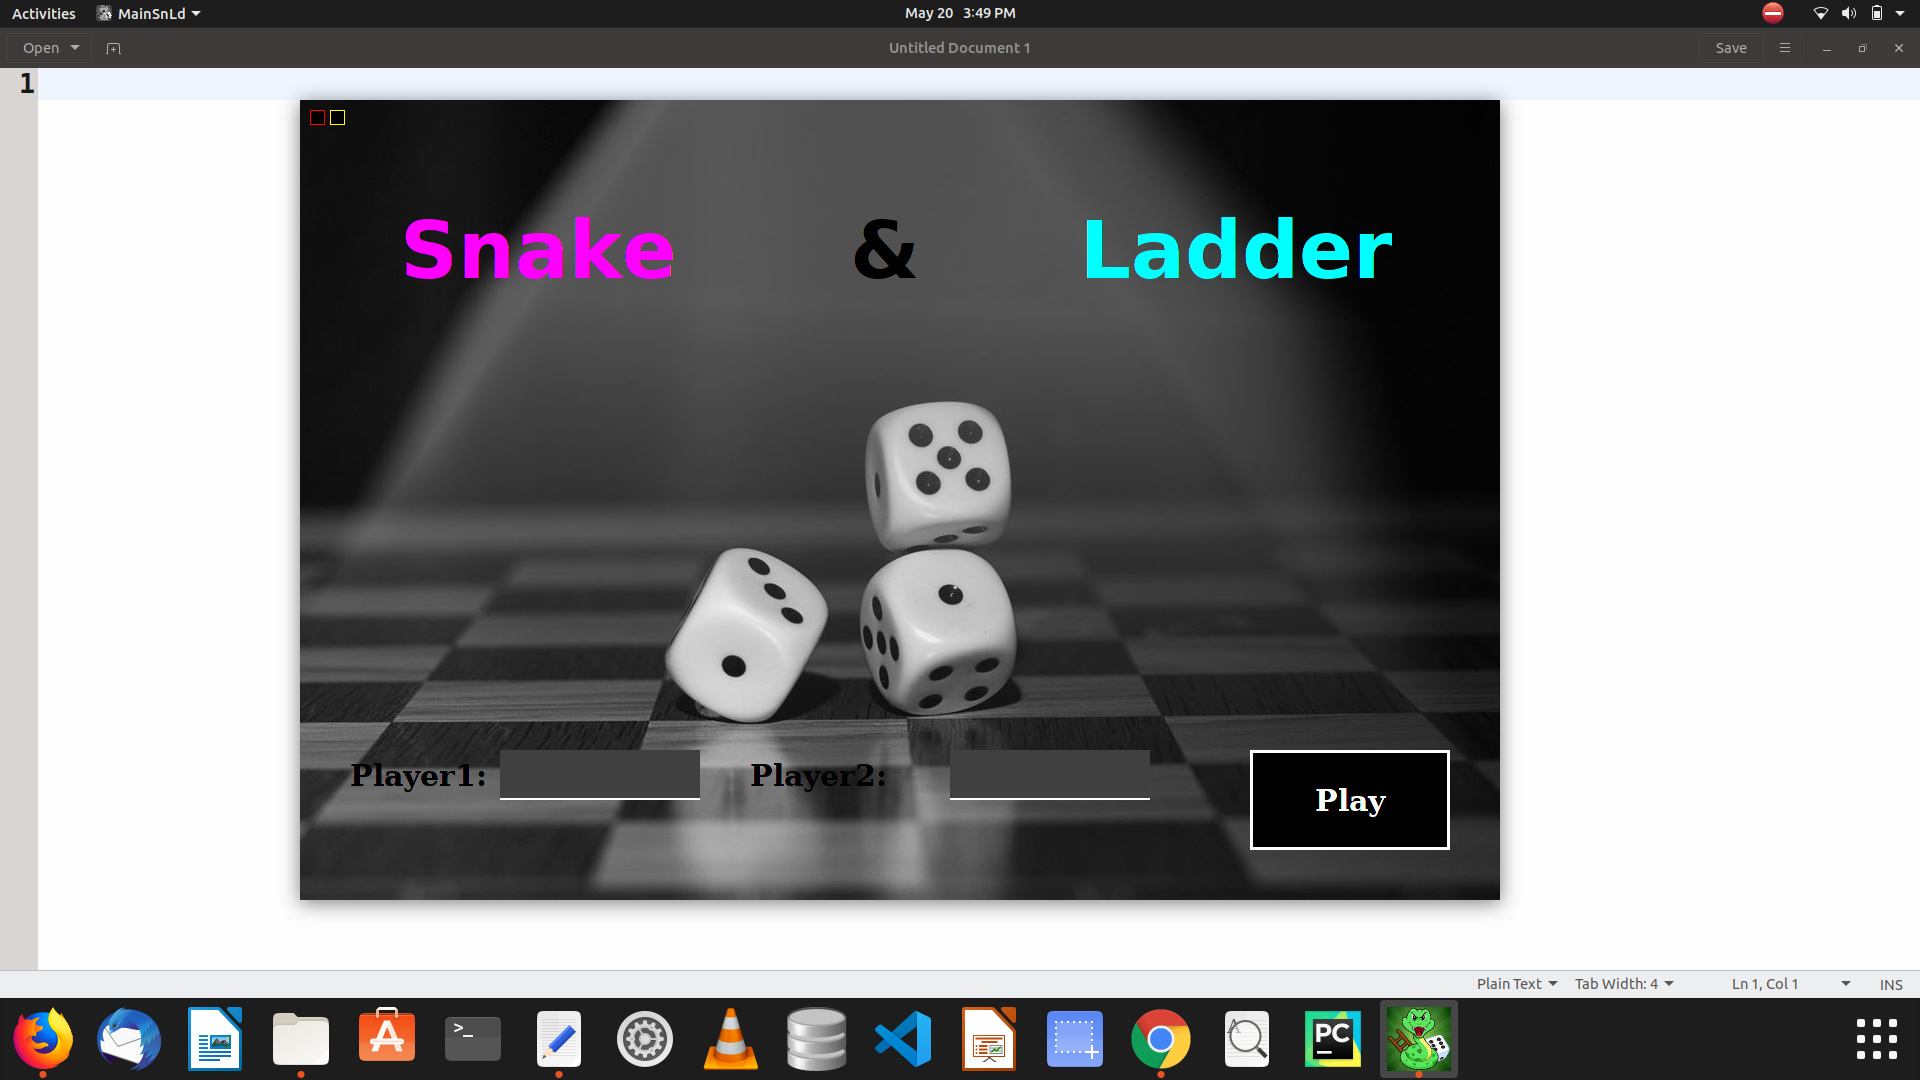 Activities MainSnLd May 20 3:49 PM
Open Untitled Document 1 Save
1
Snake & Ladder
Player1: Player2:
Play
Plain Text Tab Width: 4 Ln 1, Col 1 INS
>_
A
PC